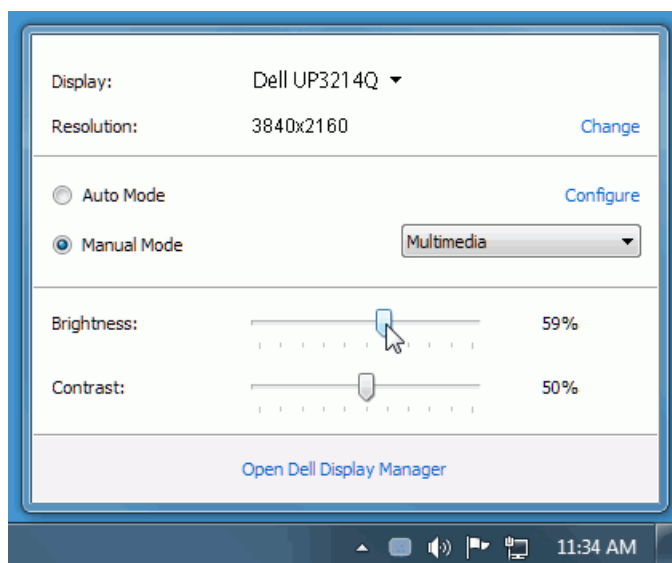 Display: Dell UP3214Q
Resolution: 3840x2160 Change
Auto Mode Configure
Manual Mode Multimedia
Brightness: 59%
Contrast: 50%
Open Dell Display Manager
11:34 AM